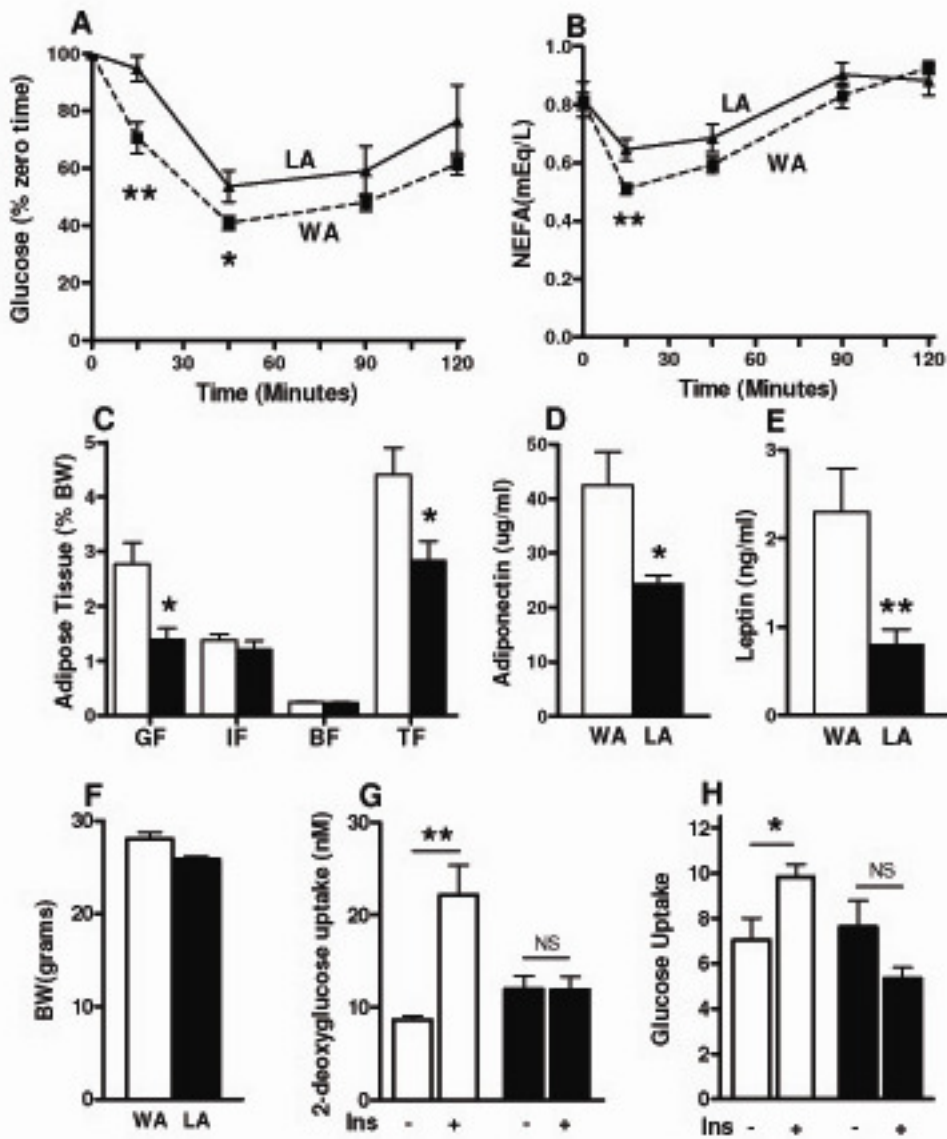 A
Glucose (% zero time)
100
80
60
40
20
0
LA
WA
**
*
0 30 60 90 120
Time (Minutes)
B
NEFA(mEq/L)
1.0
0.8
0.6
0.4
0.2
0.0
LA
WA
**
0 30 60 90 120
Time (Minutes)
C
Adipose Tissue (% BW)
5
4
3
2
1
0
*
*
GF IF BF TF
D
Adiponectin (ug/ml)
50
40
30
20
10
0
*
WA LA
E
Leptin (ng/ml)
3
2
1
0
**
WA LA
F
BW(grams)
30
20
10
0
WA LA
G
2-deoxyglucose uptake (nM)
30
20
10
0
**
NS
Ins - + - +
H
Glucose Uptake
12
10
8
6
4
2
0
*
NS
Ins - + - +